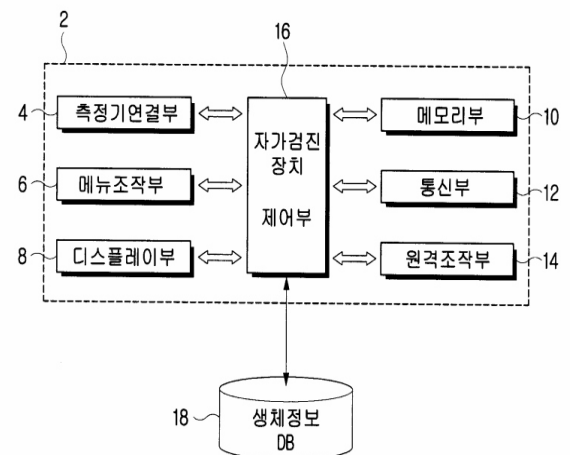 2
16
4
측정기연결부
6
메뉴조작부
8
디스플레이부
자가검진
장치
제어부
메모리부
10
통신부
12
원격조작부
14
18
생체정보
DB